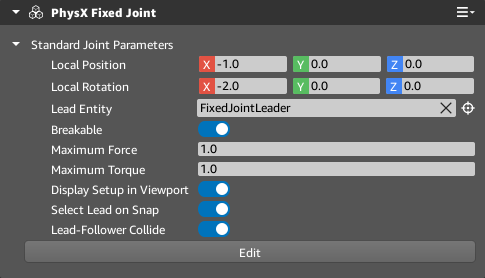 PhysX Fixed Joint
Standard Joint Parameters
Local Position X -1.0 Y 0.0 Z 0.0
Local Rotation X -2.0 Y 0.0 Z 0.0
Lead Entity FixedJointLeader
Breakable
Maximum Force 1.0
Maximum Torque 1.0
Display Setup in Viewport
Select Lead on Snap
Lead-Follower Collide
Edit